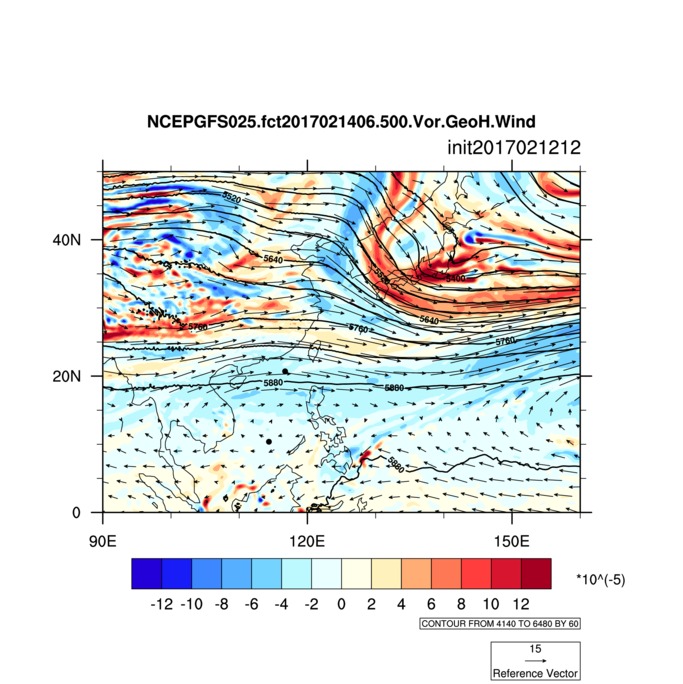 NCEPGFS025.fct2017021406.500.Vor.GeoH.Wind
init2017021212
5520
40N
5640
5400
5640
5760
5760
5760
20N
5880
5880
5880
0
90E 120E 150E
-12 -10 -8 -6 -4 -2 0 2 4 6 8 10 12
*10^(-5)
CONTOUR FROM 4140 TO 6480 BY 60
15
Reference Vector